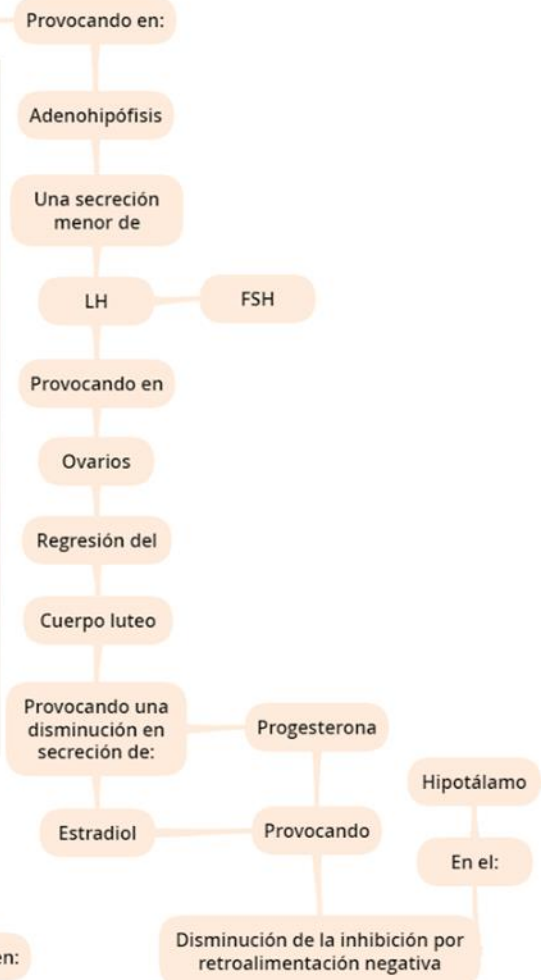 Provocando en:
Adenohipófisis
Una secreción
menor de
LH
FSH
Provocando en
Ovarios
Regresión del
Cuerpo luteo
Provocando una
disminución en
secreción de:
Progesterona
Hipotálamo
Estradiol
Provocando
En el:
Disminución de la inhibición por
retroalimentación negativa
en: